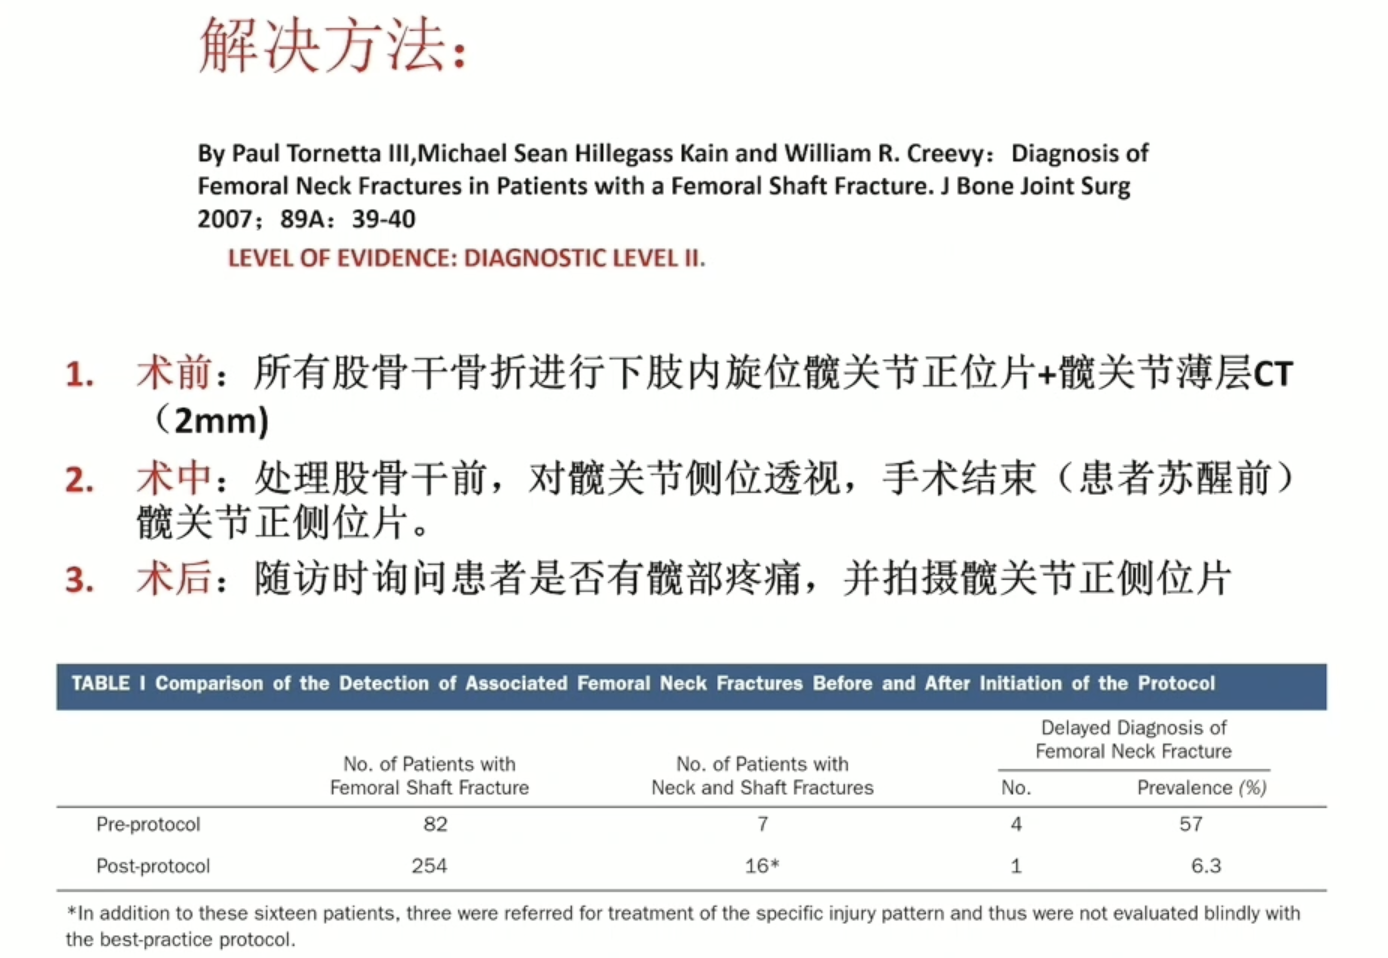 解决方法：
By Paul Tornetta III,Michael Sean Hillegass Kain and William R. Creevy：Diagnosis of
Femoral Neck Fractures in Patients with a Femoral Shaft Fracture. J Bone Joint Surg
2007；89A：39-40
LEVEL OF EVIDENCE: DIAGNOSTIC LEVEL II.
1. 术前：所有股骨干骨折进行下肢内旋位髋关节正位片+髋关节薄层CT
（2mm)
2. 术中：处理股骨干前，对髋关节侧位透视，手术结束（患者苏醒前）
髋关节正侧位片。
3. 术后：随访时询问患者是否有髋部疼痛，并拍摄髋关节正侧位片
TABLE I Comparison of the Detection of Associated Femoral Neck Fractures Before and After Initiation of the Protocol
Delayed Diagnosis of
Femoral Neck Fracture
No. of Patients with
Femoral Shaft Fracture
No. of Patients with
Neck and Shaft Fractures
No. Prevalence (%)
Pre-protocol 82 7 4 57
Post-protocol 254 16* 1 6.3
*In addition to these sixteen patients, three were referred for treatment of the specific injury pattern and thus were not evaluated blindly with
the best-practice protocol.